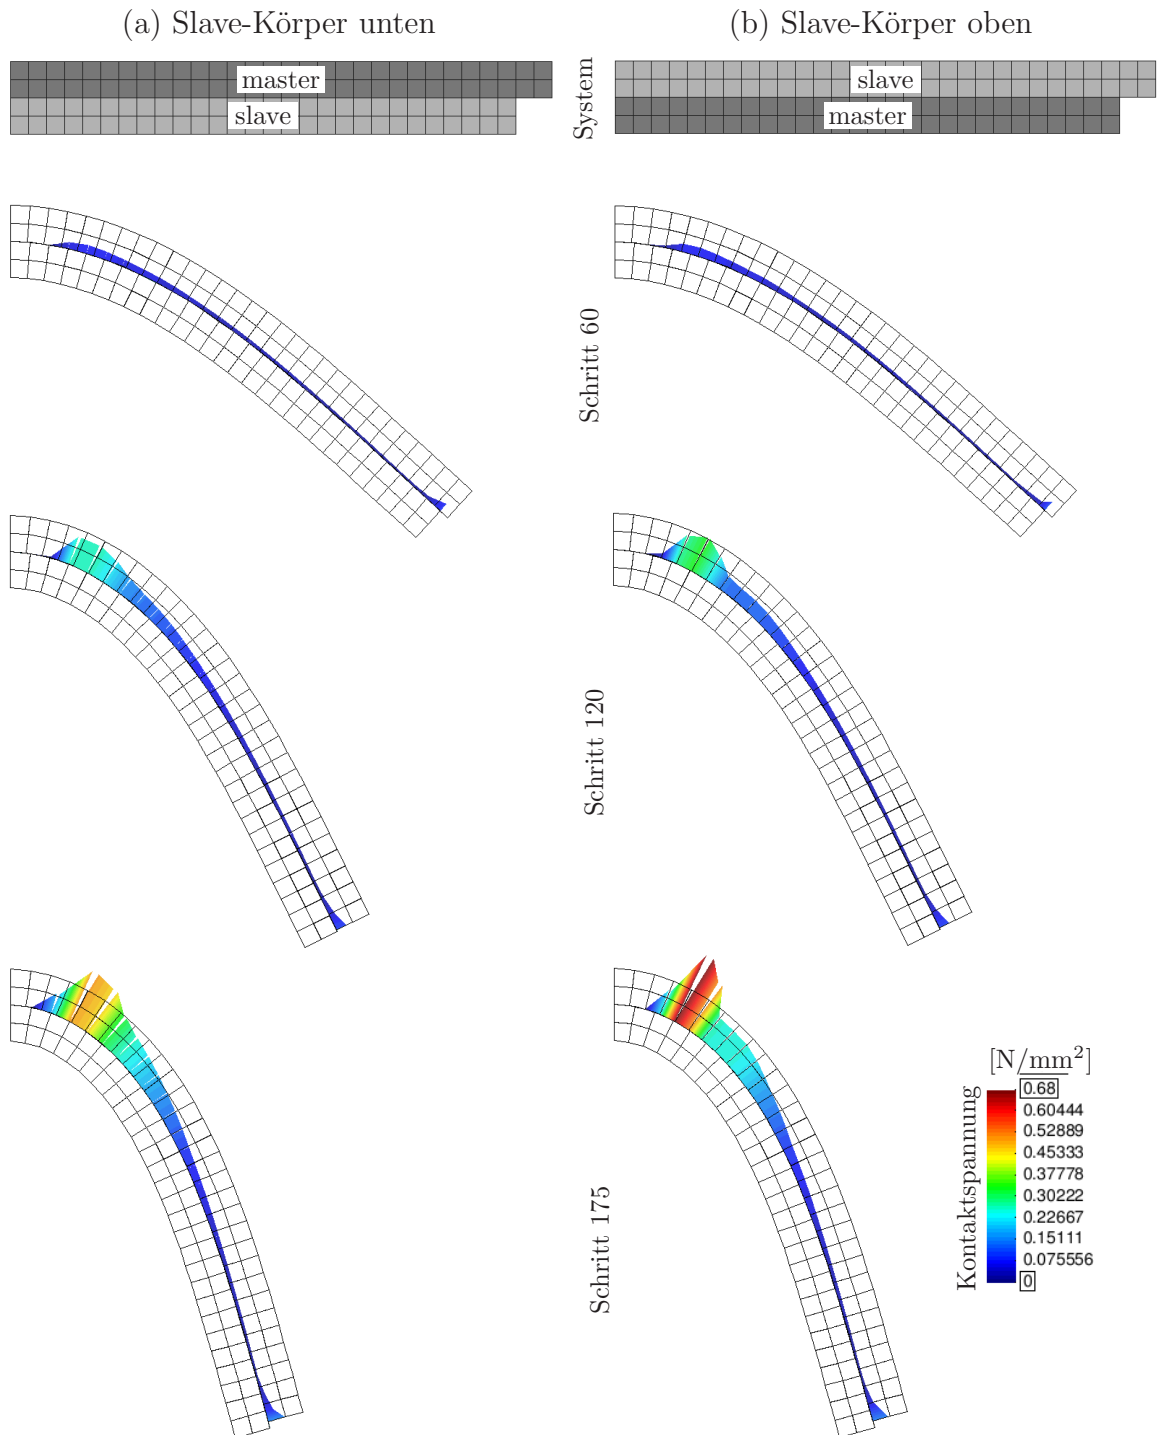 (a) Slave-Körper unten
(b) Slave-Körper oben
master
slave
System
slave
master
Schritt 60
Schritt 120
Schritt 175
Kontaktspannung
[N/mm²]
0.68
0.60444
0.52889
0.45333
0.37778
0.30222
0.22667
0.15111
0.075556
0